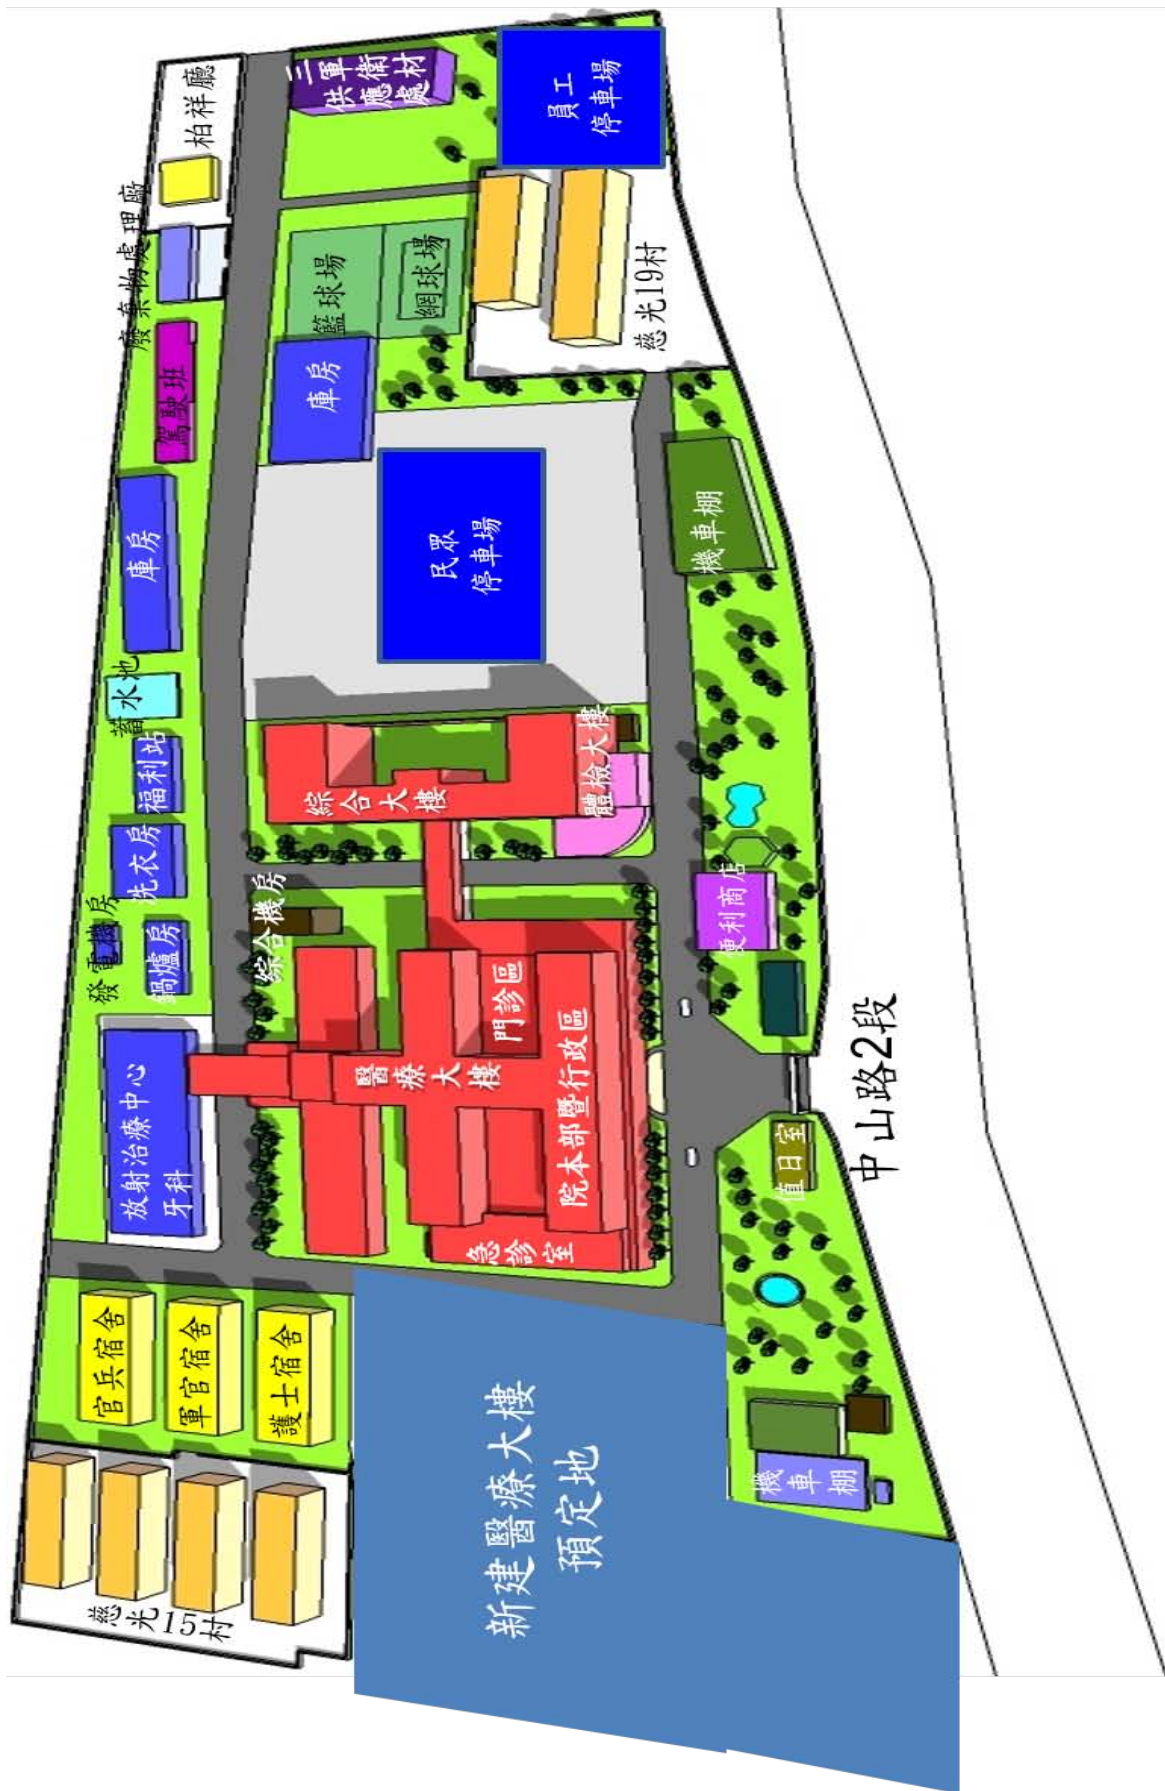 慈光15村
官兵宿舍
軍官宿舍
護士宿舍
放射治療中心
牙科
發電機房
鍋爐房
洗衣房
福利站
蓄水池
庫房
駕駛班
廢棄物處理廠
柏祥廳
綜合機房
醫療大樓
門診區
院本部暨行政區
急診室
綜合大樓
體檢大樓
民眾
停車場
庫房
籃球場
網球場
三軍衛材
供應處
員工
停車場
慈光19村
新建醫療大樓
預定地
機車棚
值日室
便利商店
機車棚
中山路2段